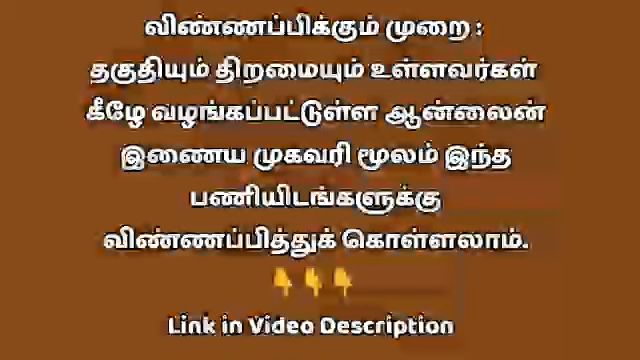 விண்ணப்பிக்கும் முறை :
தகுதியும் திறமையும் உள்ளவர்கள்
கீழே வழங்கப்பட்டுள்ள ஆன்லைன்
இணைய முகவரி மூலம் இந்த
பணியிடங்களுக்கு
விண்ணப்பித்துக் கொள்ளலாம்.
👇👇👇
Link in Video Description